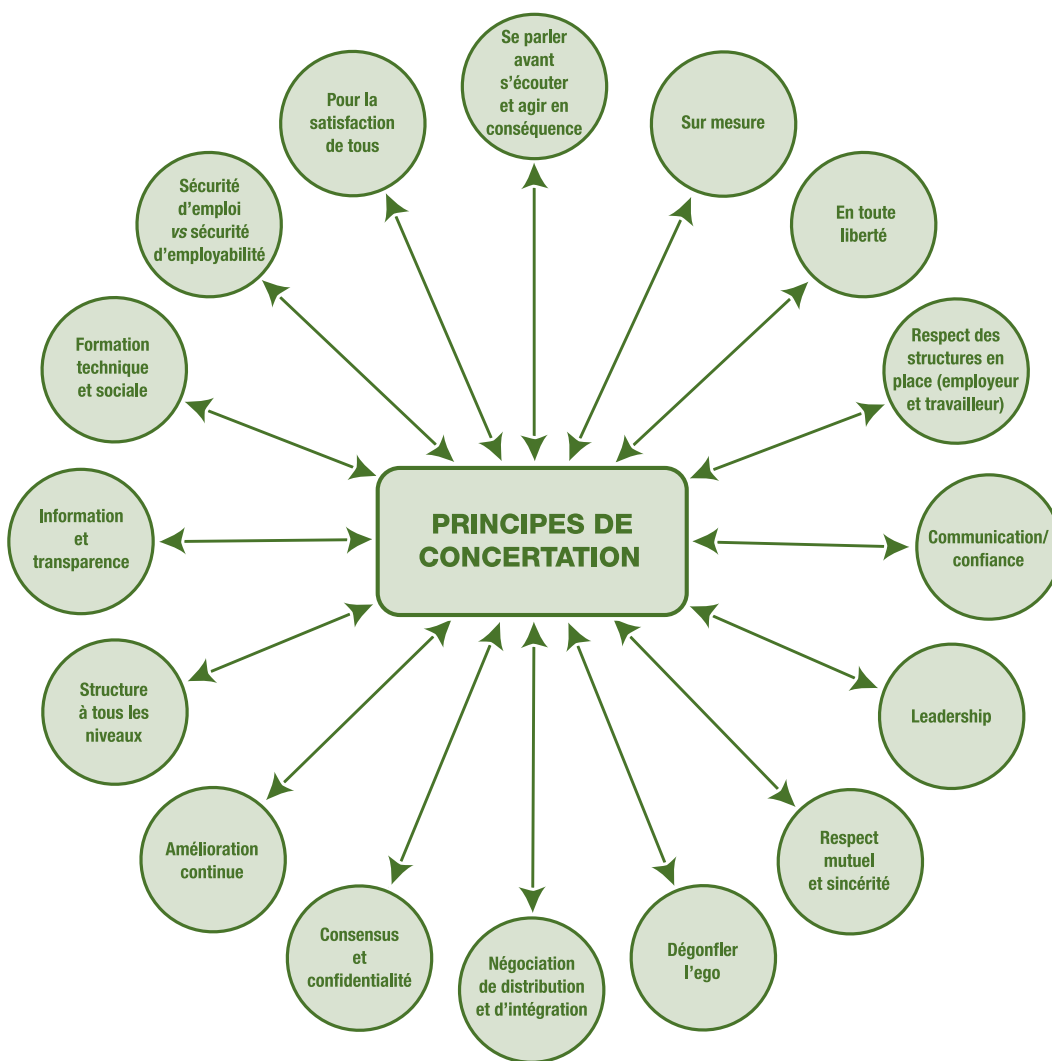 Se parler
avant
s'écouter
et agir en
conséquence
Sur mesure
En toute
liberté
Respect des
structures en
place (employeur
et travailleur)
Communication/
confiance
Leadership
Respect
mutuel
et sincérité
Dégonfler
l'ego
Négociation
de distribution
et d'intégration
Consensus
et
confidentialité
Amélioration
continue
Structure
à tous les
niveaux
Information
et
transparence
Formation
technique
et sociale
Sécurité
d'emploi
vs sécurité
d'employabilité
Pour la
satisfaction
de tous
PRINCIPES DE
CONCERTATION